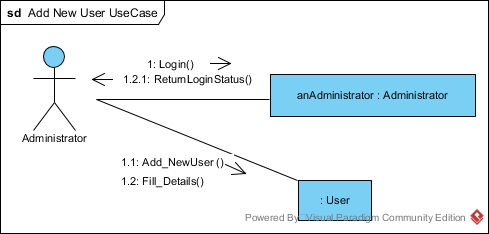 sd Add New User UseCase
1: Login()
1.2.1: ReturnLoginStatus()
anAdministrator : Administrator
Administrator
1.1: Add_NewUser ()
1.2: Fill_Details()
: User
Powered By: Visual Paradigm Community Edition